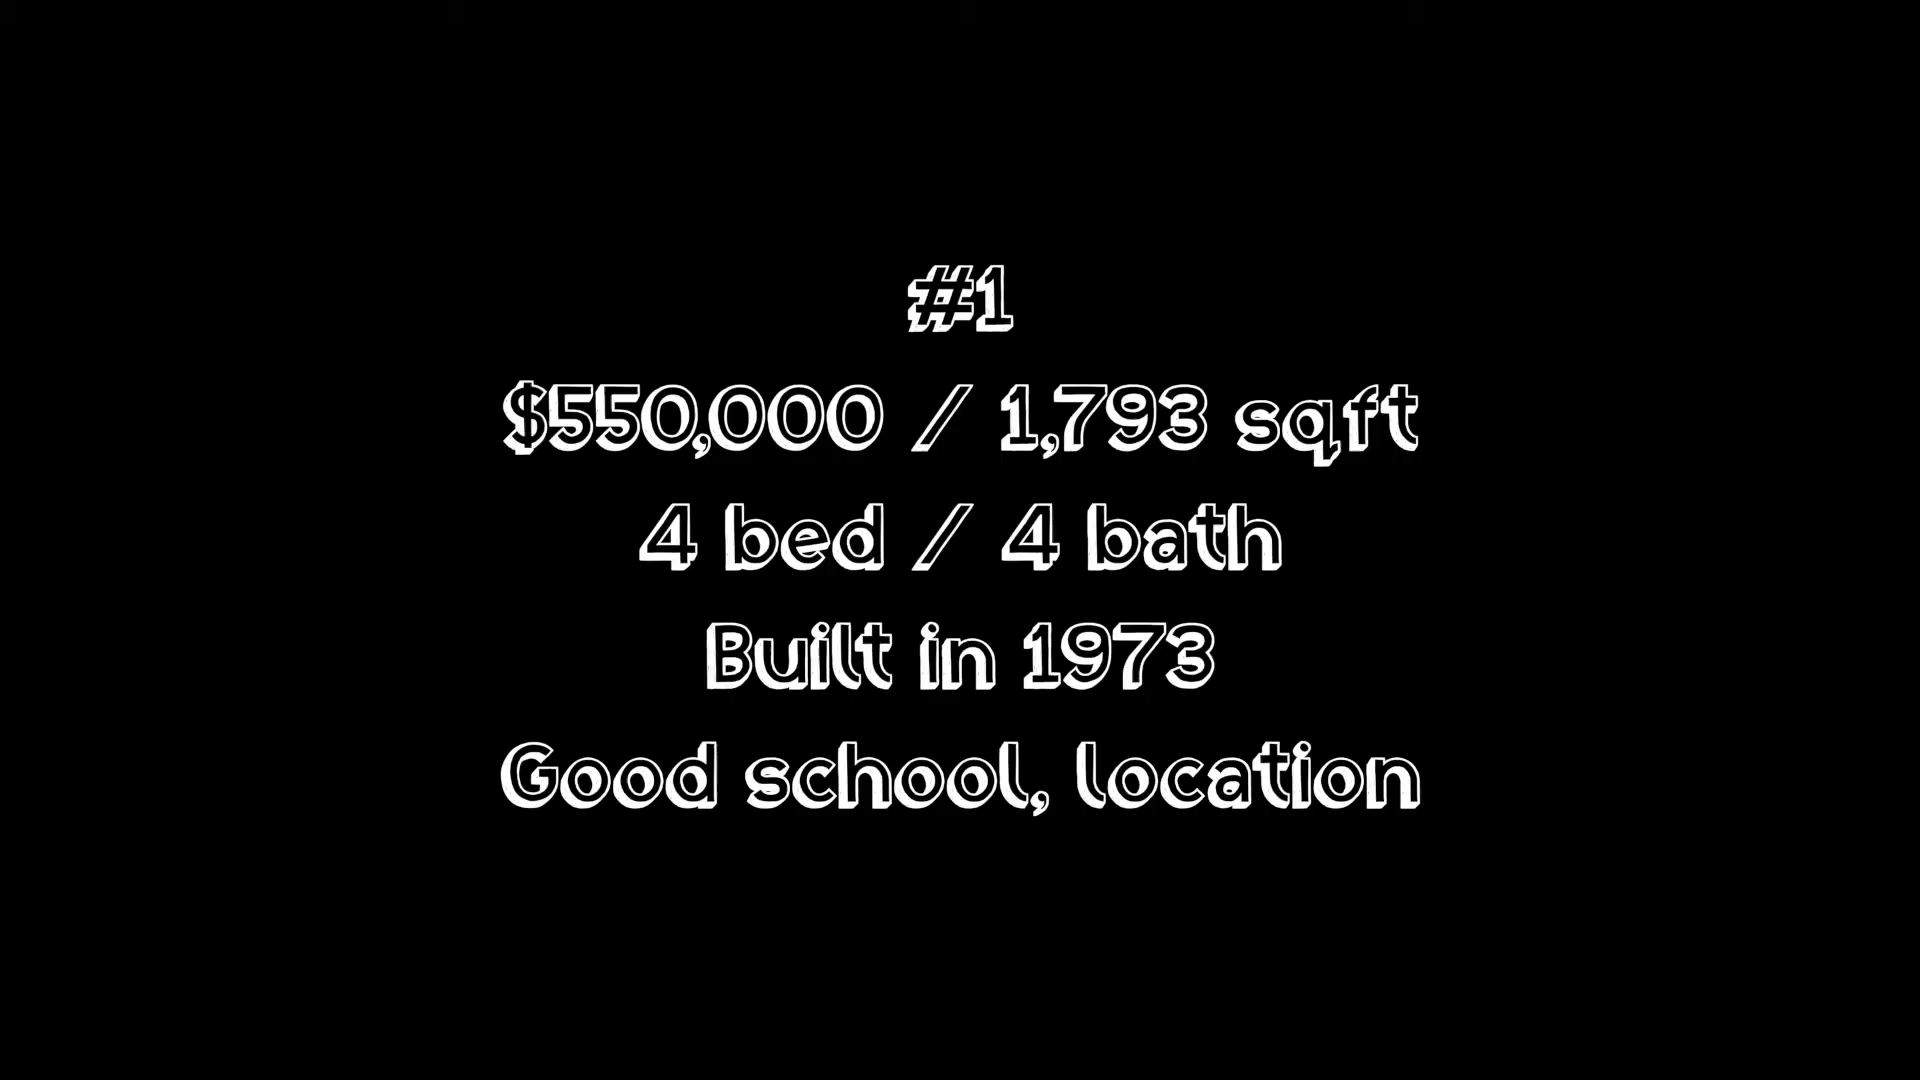 #1
$550,000 / 1,793 sqft
4 bed / 4 bath
Built in 1973
Good school, location